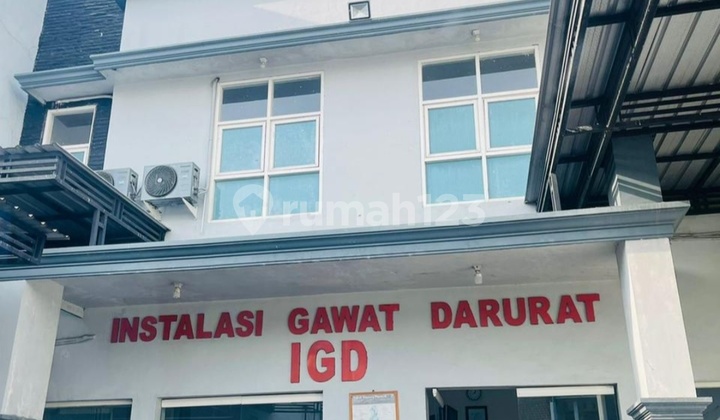 rumah123
INSTALASI GAWAT DARURAT
IGD